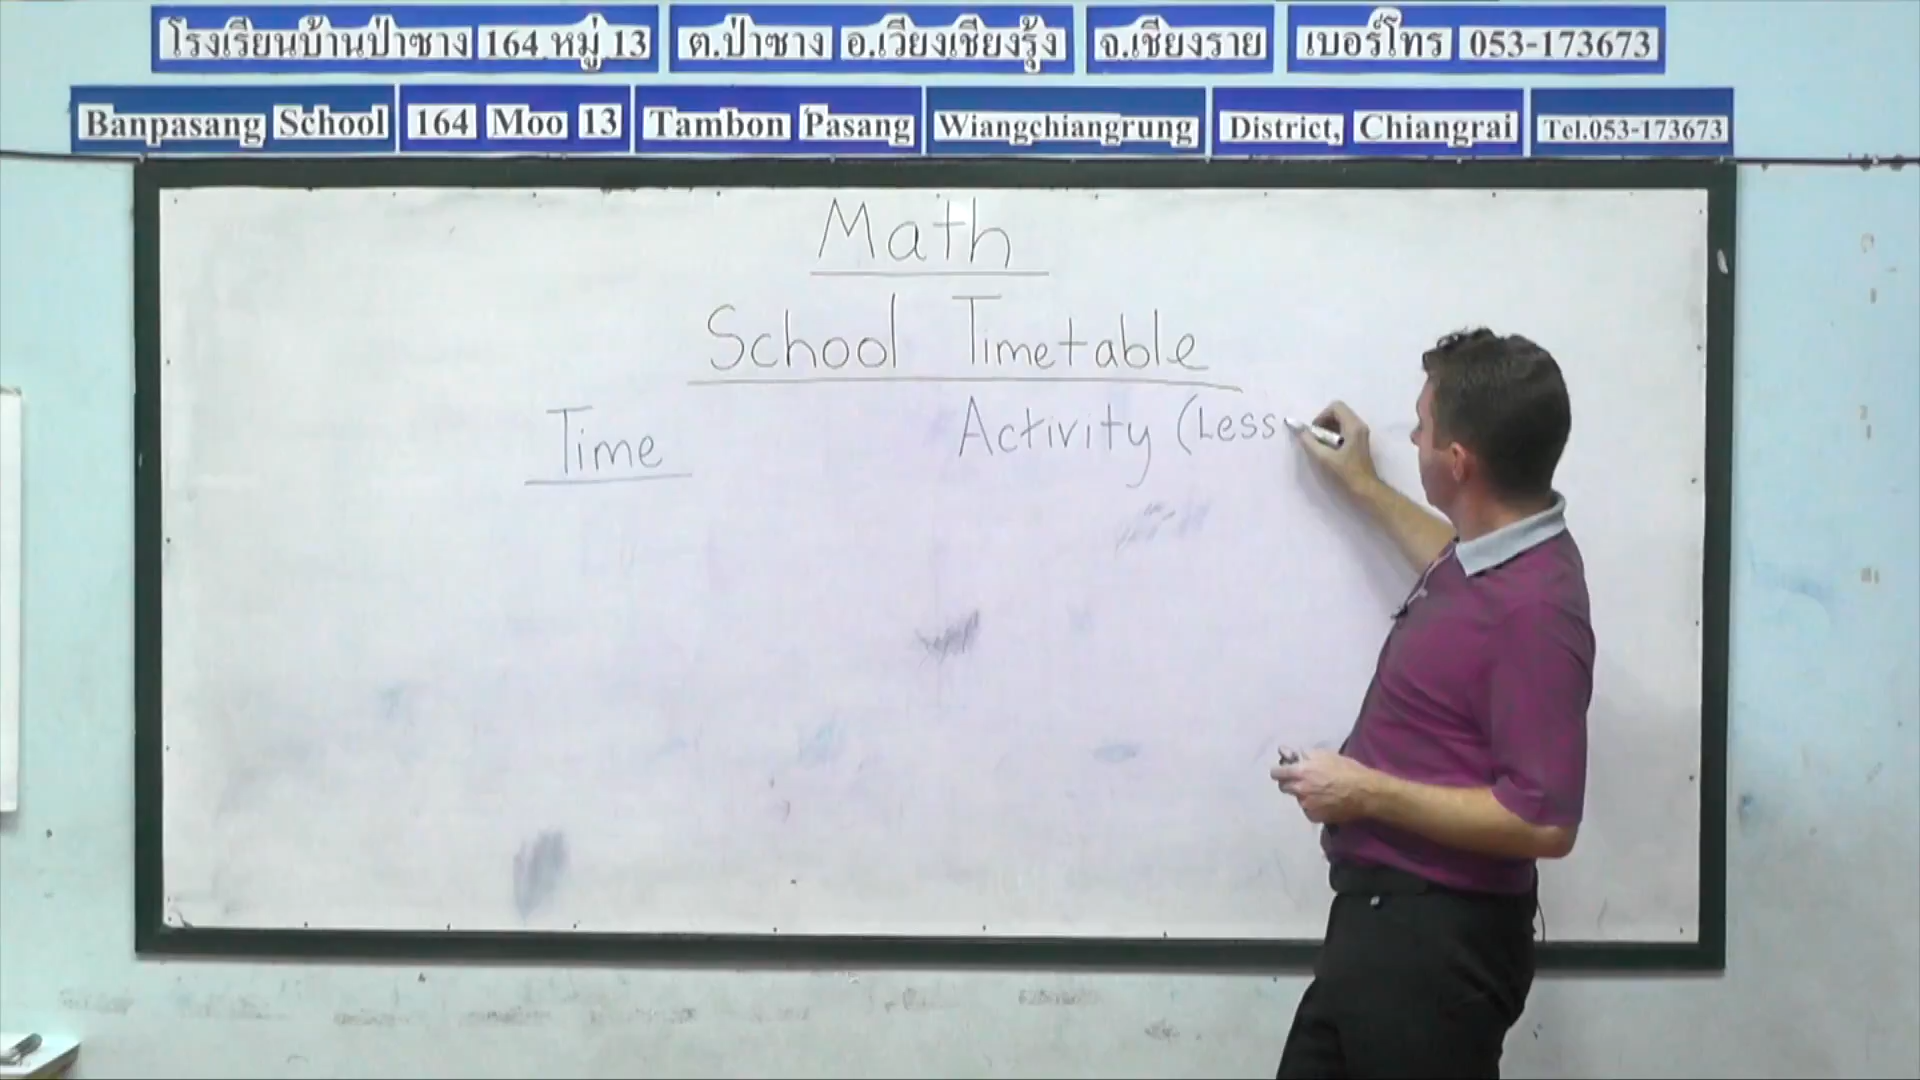 โรงเรียนบ้านป่าซาง 164 หมู่ 13 ต.ป่าซาง อ.เวียงเชียงรุ้ง จ.เชียงราย เบอร์โทร 053-173673
Banpasang School 164 Moo 13 Tambon Pasang Wiangchiangrung District, Chiangrai Tel.053-173673
Math
School Timetable
Time Activity (Less